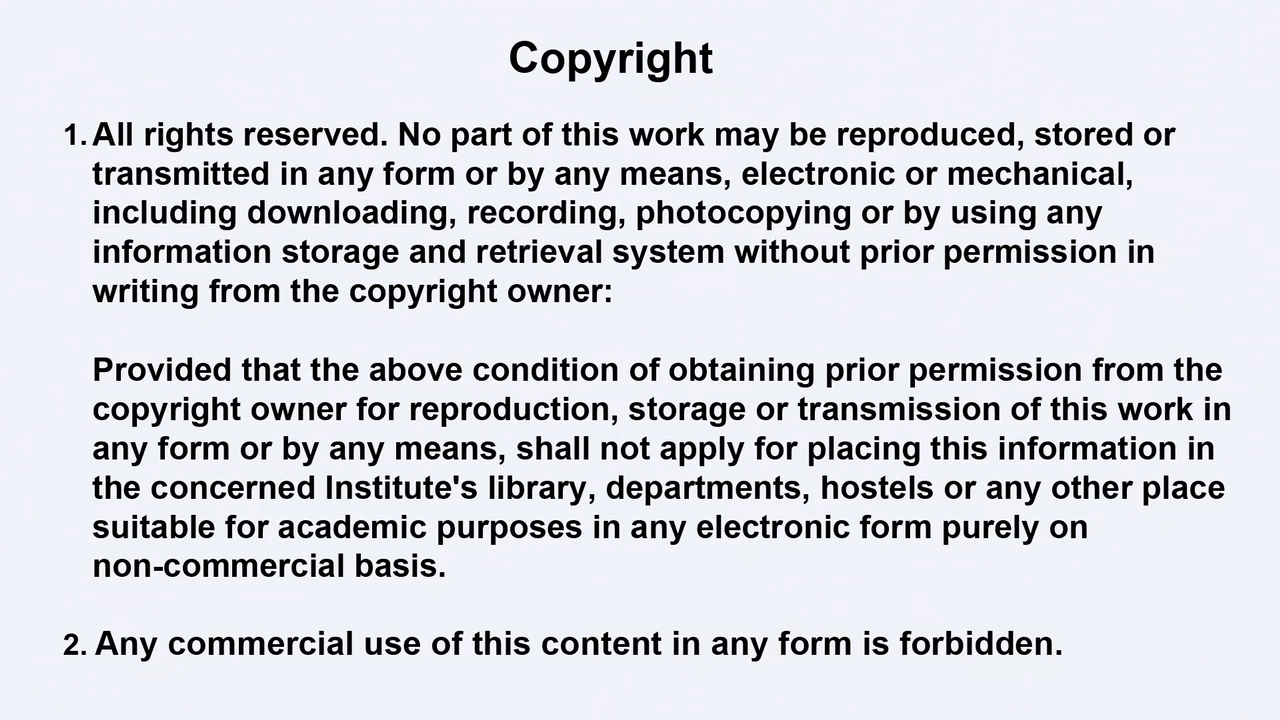 Copyright
1. All rights reserved. No part of this work may be reproduced, stored or
transmitted in any form or by any means, electronic or mechanical,
including downloading, recording, photocopying or by using any
information storage and retrieval system without prior permission in
writing from the copyright owner:
Provided that the above condition of obtaining prior permission from the
copyright owner for reproduction, storage or transmission of this work in
any form or by any means, shall not apply for placing this information in
the concerned Institute's library, departments, hostels or any other place
suitable for academic purposes in any electronic form purely on
non-commercial basis.
2. Any commercial use of this content in any form is forbidden.